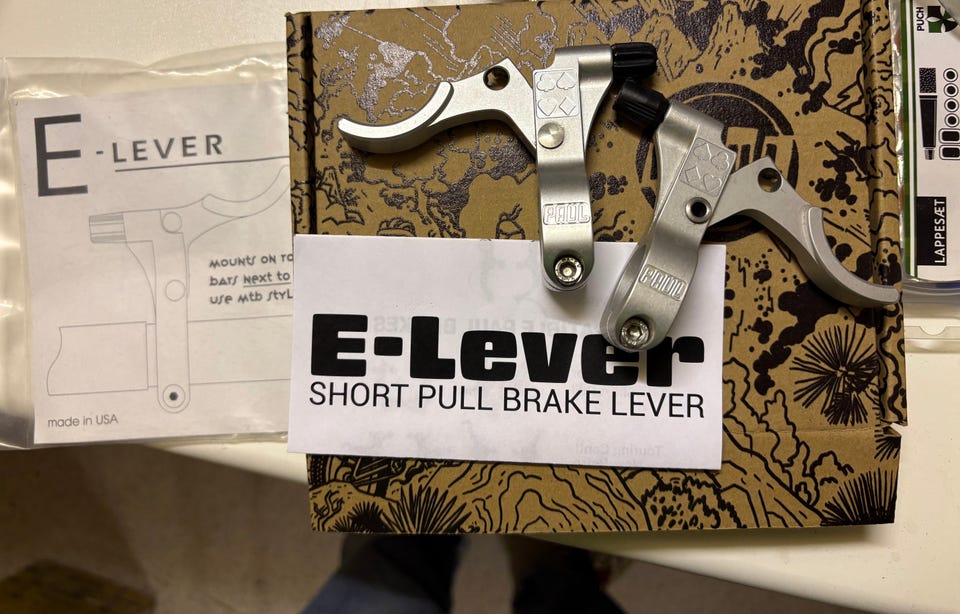 E-LEVER
MOUNTS ON RO
BARS NEXT TO
USE MTB STYL
made in USA
PAUL
PAUL
E-Lever
SHORT PULL BRAKE LEVER
PUCH
LAPPESÆT